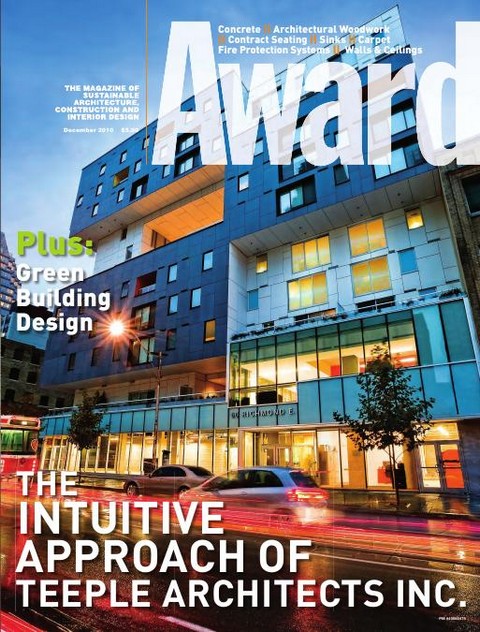 Concrete || Architectural Woodwork
|| Contract Seating || Sinks || Carpet
Fire Protection Systems || Walls & Ceilings
Award
THE MAGAZINE OF
SUSTAINABLE
ARCHITECTURE,
CONSTRUCTION AND
INTERIOR DESIGN
December 2010
Plus:
Green
Building
Design
RICHMOND E.
THE
INTUITIVE
APPROACH OF
TEEPLE ARCHITECTS INC.